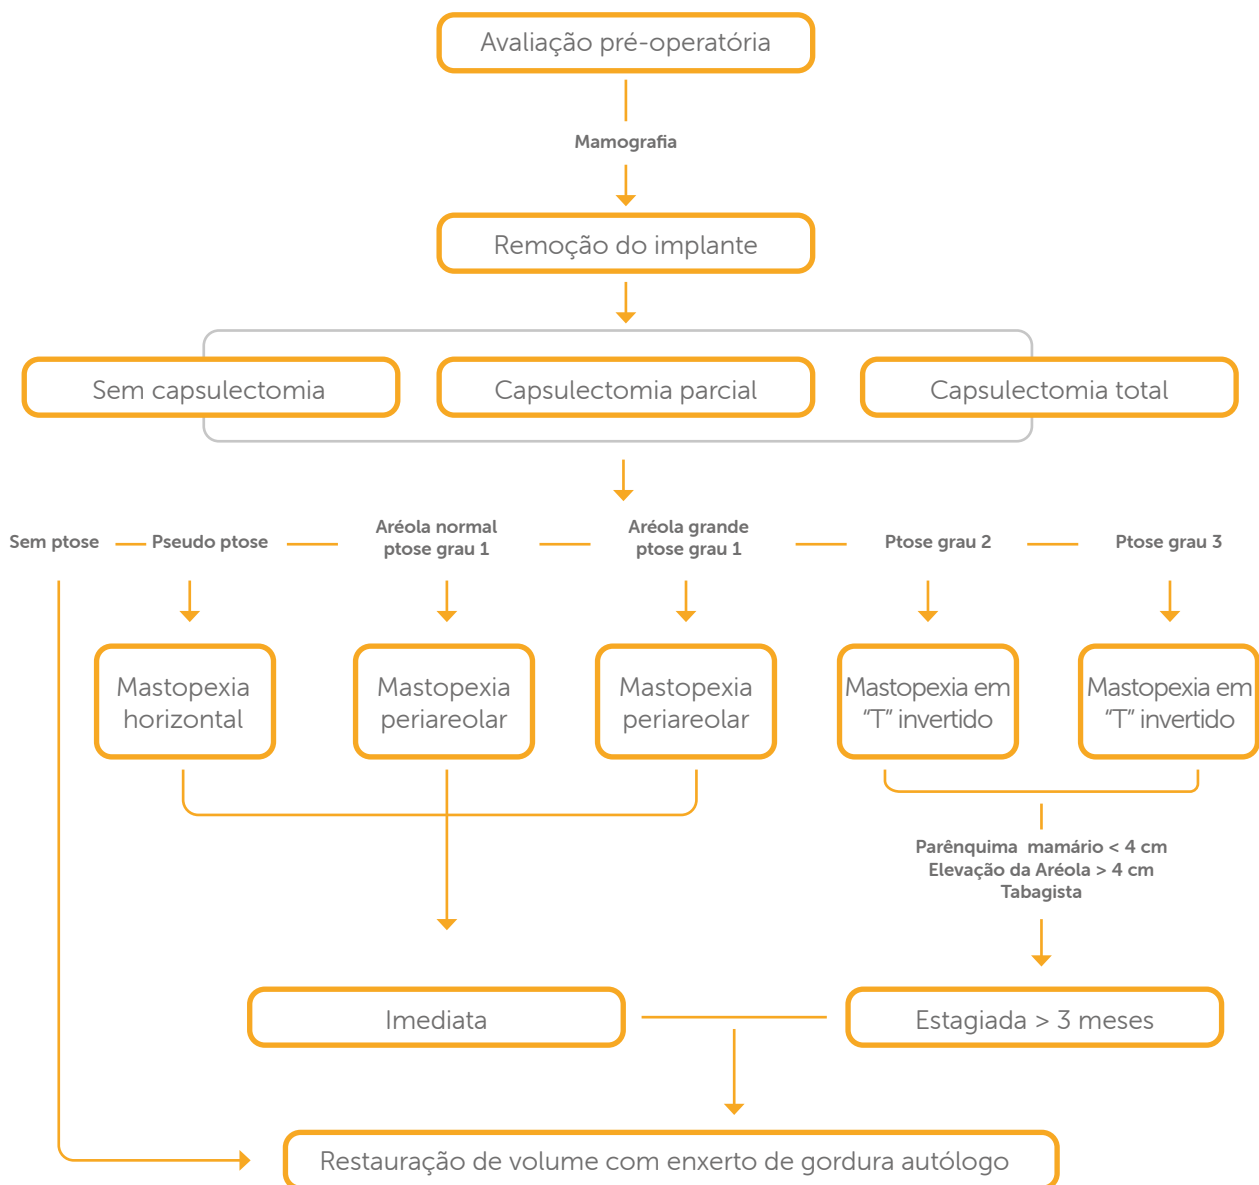 Avaliação pré-operatória
Mamografia
Remoção do implante
Sem capsulectomia
Capsulectomia parcial
Capsulectomia total
Sem ptose
Pseudo ptose
Aréola normal
ptose grau 1
Aréola grande
ptose grau 1
Ptose grau 2
Ptose grau 3
Mastopexia
horizontal
Mastopexia
periareolar
Mastopexia
periareolar
Mastopexia em
“T” invertido
Mastopexia em
“T” invertido
Parênquima mamário < 4 cm
Elevação da Aréola > 4 cm
Tabagista
Imediata
Estagiada > 3 meses
Restauração de volume com enxerto de gordura autólogo